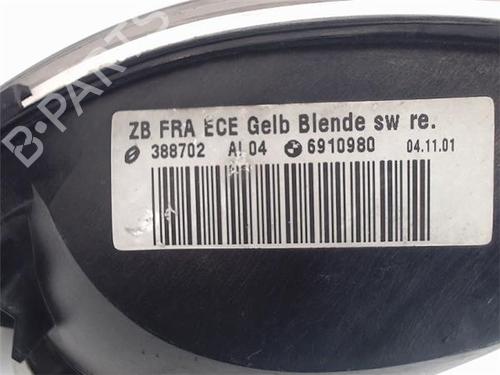 B-PARTS
ZB FRA ECE Gelb Blende sw re.
388702 AI 04 6910980 04.11.01